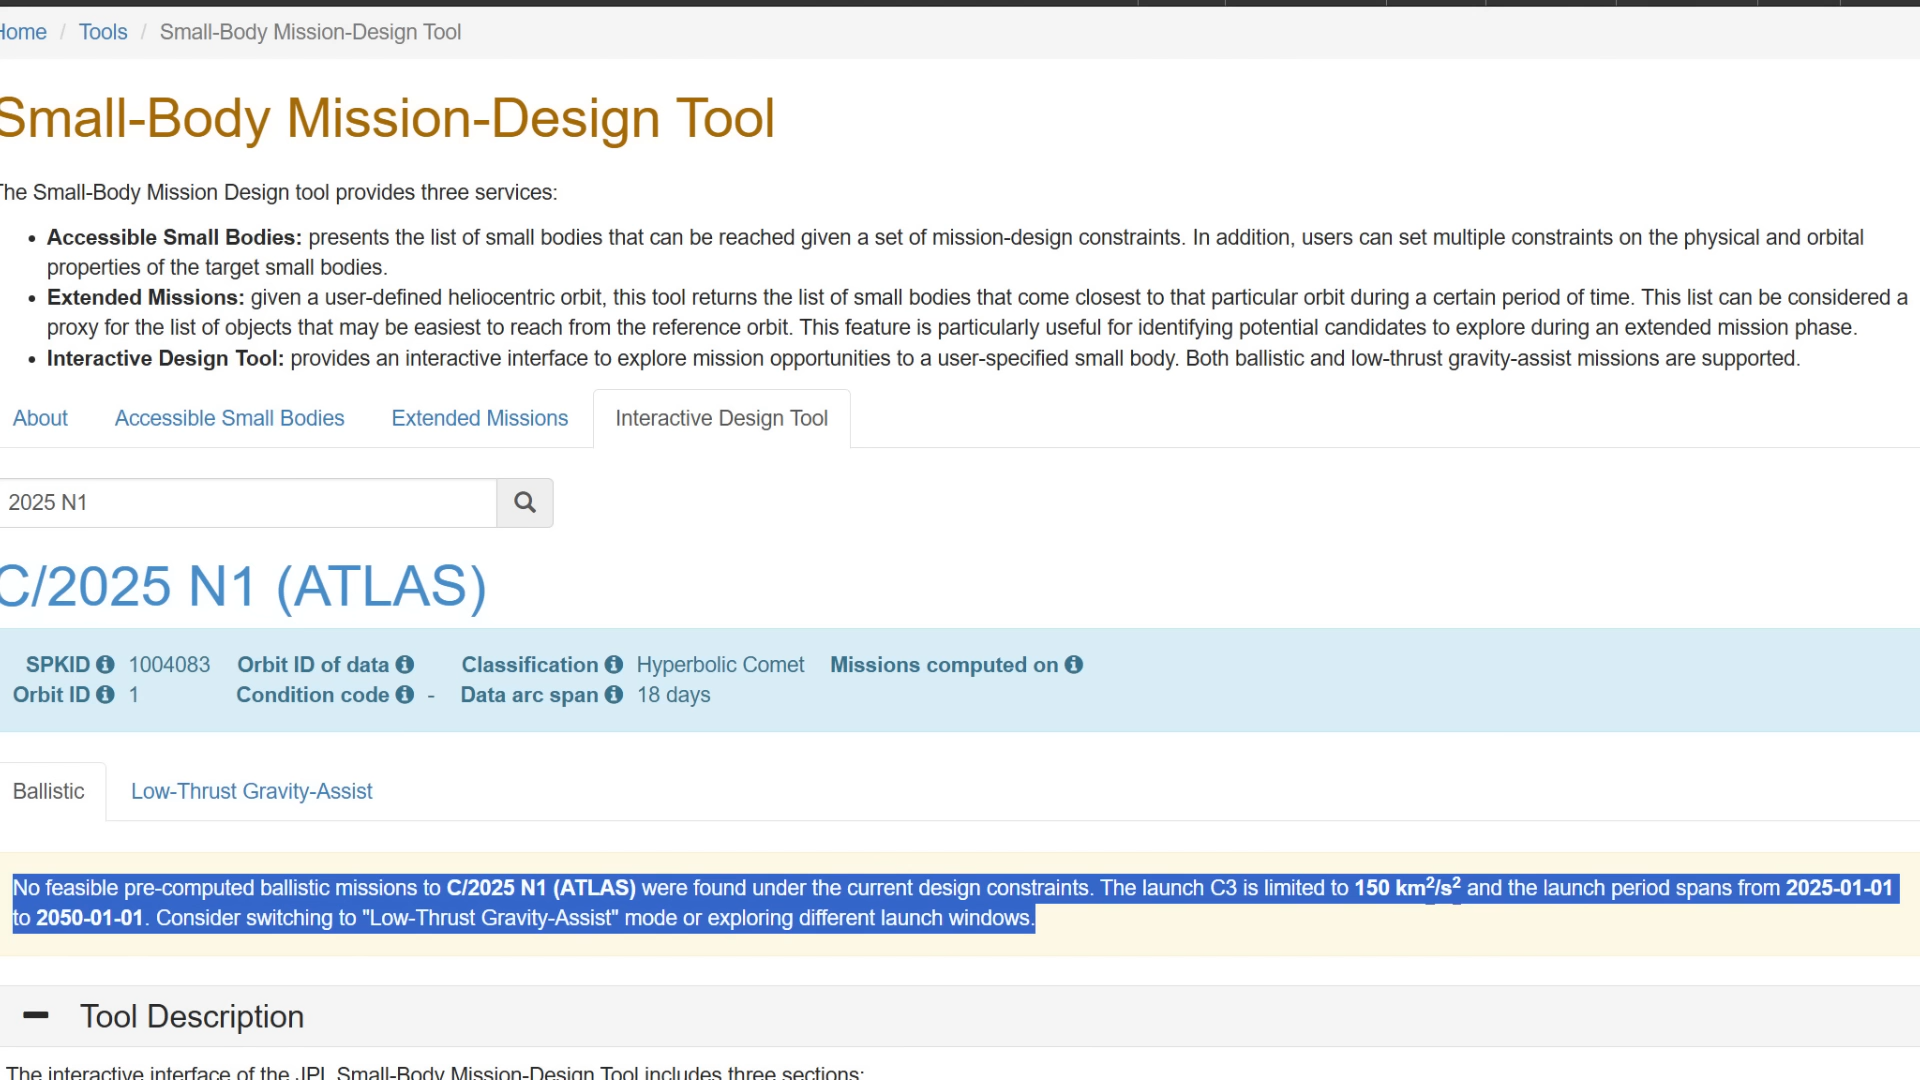 Home / Tools / Small-Body Mission-Design Tool
Small-Body Mission-Design Tool
The Small-Body Mission Design tool provides three services:
• Accessible Small Bodies: presents the list of small bodies that can be reached given a set of mission-design constraints. In addition, users can set multiple constraints on the physical and orbital
properties of the target small bodies.
• Extended Missions: given a user-defined heliocentric orbit, this tool returns the list of small bodies that come closest to that particular orbit during a certain period of time. This list can be considered a
proxy for the list of objects that may be easiest to reach from the reference orbit. This feature is particularly useful for identifying potential candidates to explore during an extended mission phase.
• Interactive Design Tool: provides an interactive interface to explore mission opportunities to a user-specified small body. Both ballistic and low-thrust gravity-assist missions are supported.
About Accessible Small Bodies Extended Missions Interactive Design Tool
2025 N1
C/2025 N1 (ATLAS)
SPKID 1004083 Orbit ID of data Classification Hyperbolic Comet Missions computed on
Orbit ID 1 Condition code - Data arc span 18 days
Ballistic Low-Thrust Gravity-Assist
No feasible pre-computed ballistic missions to C/2025 N1 (ATLAS) were found under the current design constraints. The launch C3 is limited to 150 km²/s² and the launch period spans from 2025-01-01
to 2050-01-01. Consider switching to "Low-Thrust Gravity-Assist" mode or exploring different launch windows.
Tool Description
The interactive interface of the JPL Small-Body Mission-Design Tool includes three sections: